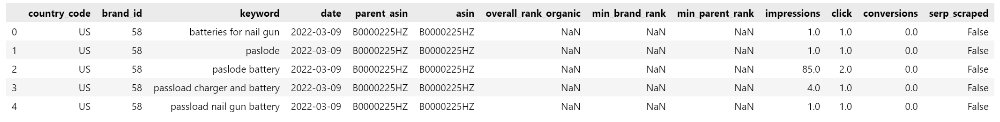 country_code brand_id keyword date parent_asin asin overall_rank_organic min_brand_rank min_parent_rank impressions click conversions serp_scraped
0 US 58 batteries for nail gun 2022-03-09 B0000225HZ B0000225HZ NaN NaN NaN 1.0 1.0 0.0 False
1 US 58 paslode 2022-03-09 B0000225HZ B0000225HZ NaN NaN NaN 1.0 1.0 0.0 False
2 US 58 paslode battery 2022-03-09 B0000225HZ B0000225HZ NaN NaN NaN 85.0 2.0 0.0 False
3 US 58 passload charger and battery 2022-03-09 B0000225HZ B0000225HZ NaN NaN NaN 4.0 1.0 0.0 False
4 US 58 passload nail gun battery 2022-03-09 B0000225HZ B0000225HZ NaN NaN NaN 1.0 1.0 0.0 False